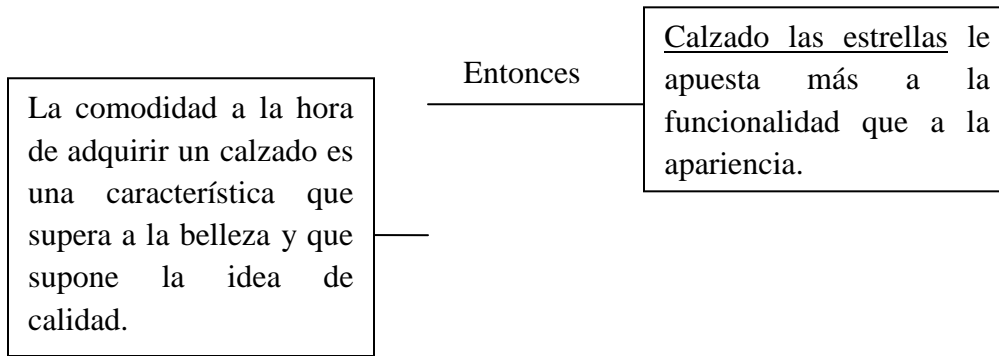 La comodidad a la hora
de adquirir un calzado es
una característica que
supera a la belleza y que
supone la idea de
calidad.
Entonces
Calzado las estrellas le
apuesta más a la
funcionalidad que a la
apariencia.